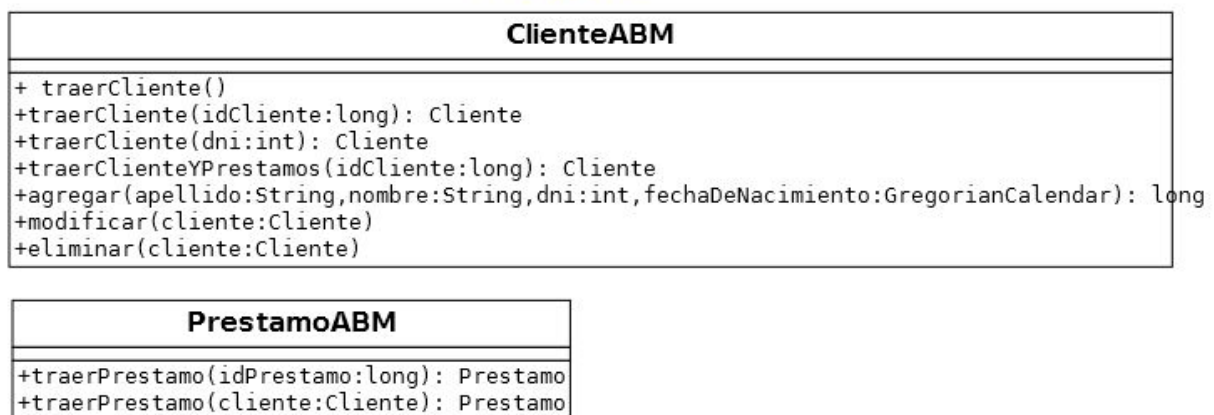 ClienteABM
+ traerCliente()
+traerCliente(idCliente:long): Cliente
+traerCliente(dni:int): Cliente
+traerClienteYPrestamos(idCliente:long): Cliente
+agregar(apellido:String,nombre:String,dni:int,fechaDeNacimiento:GregorianCalendar): long
+modificar(cliente:Cliente)
+eliminar(cliente:Cliente)
PrestamoABM
+traerPrestamo(idPrestamo:long): Prestamo
+traerPrestamo(cliente:Cliente): Prestamo